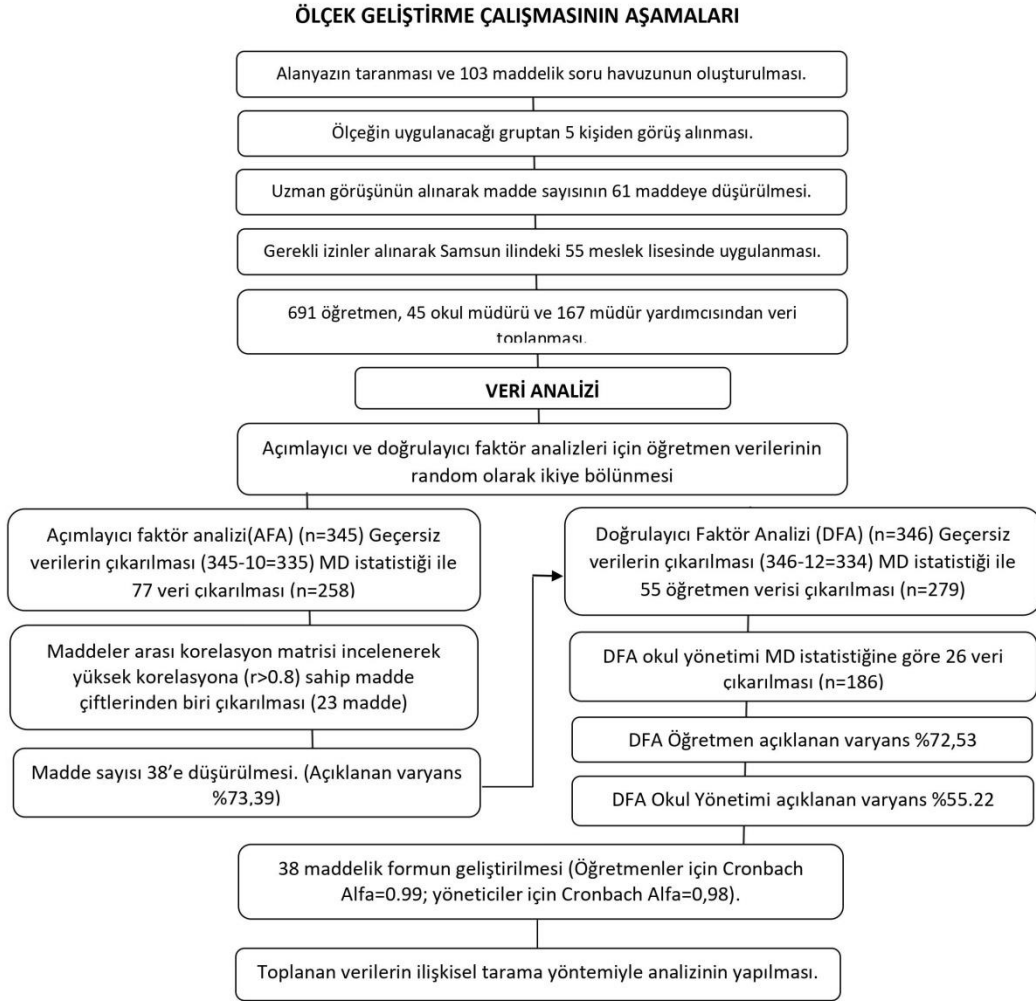 ÖLÇEK GELİŞTİRME ÇALIŞMASININ AŞAMALARI
Alanyazın taranması ve 103 maddelik soru havuzunun oluşturulması.
Ölçeğin uygulanacağı gruptan 5 kişiden görüş alınması.
Uzman görüşünün alınarak madde sayısının 61 maddeye düşürülmesi.
Gerekli izinler alınarak Samsun ilindeki 55 meslek lisesinde uygulanması.
691 öğretmen, 45 okul müdürü ve 167 müdür yardımcısından veri
toplanması.
VERİ ANALİZİ
Açımlayıcı ve doğrulayıcı faktör analizleri için öğretmen verilerinin
random olarak ikiye bölünmesi
Açımlayıcı faktör analizi(AFA) (n=345) Geçersiz
verilerin çıkarılması (345-10=335) MD istatistiği ile
77 veri çıkarılması (n=258)
Maddeler arası korelasyon matrisi incelenerek
yüksek korelasyona (r>0.8) sahip madde
çiftlerinden biri çıkarılması (23 madde)
Madde sayısı 38’e düşürülmesi. (Açıklanan varyans
%73,39)
Doğrulayıcı Faktör Analizi (DFA) (n=346) Geçersiz
verilerin çıkarılması (346-12=334) MD istatistiği ile
55 öğretmen verisi çıkarılması (n=279)
DFA okul yönetimi MD istatistiğine göre 26 veri
çıkarılması (n=186)
DFA Öğretmen açıklanan varyans %72,53
DFA Okul Yönetimi açıklanan varyans %55.22
38 maddelik formun geliştirilmesi (Öğretmenler için Cronbach
Alfa=0.99; yöneticiler için Cronbach Alfa=0,98).
Toplanan verilerin ilişkisel tarama yöntemiyle analizinin yapılması.